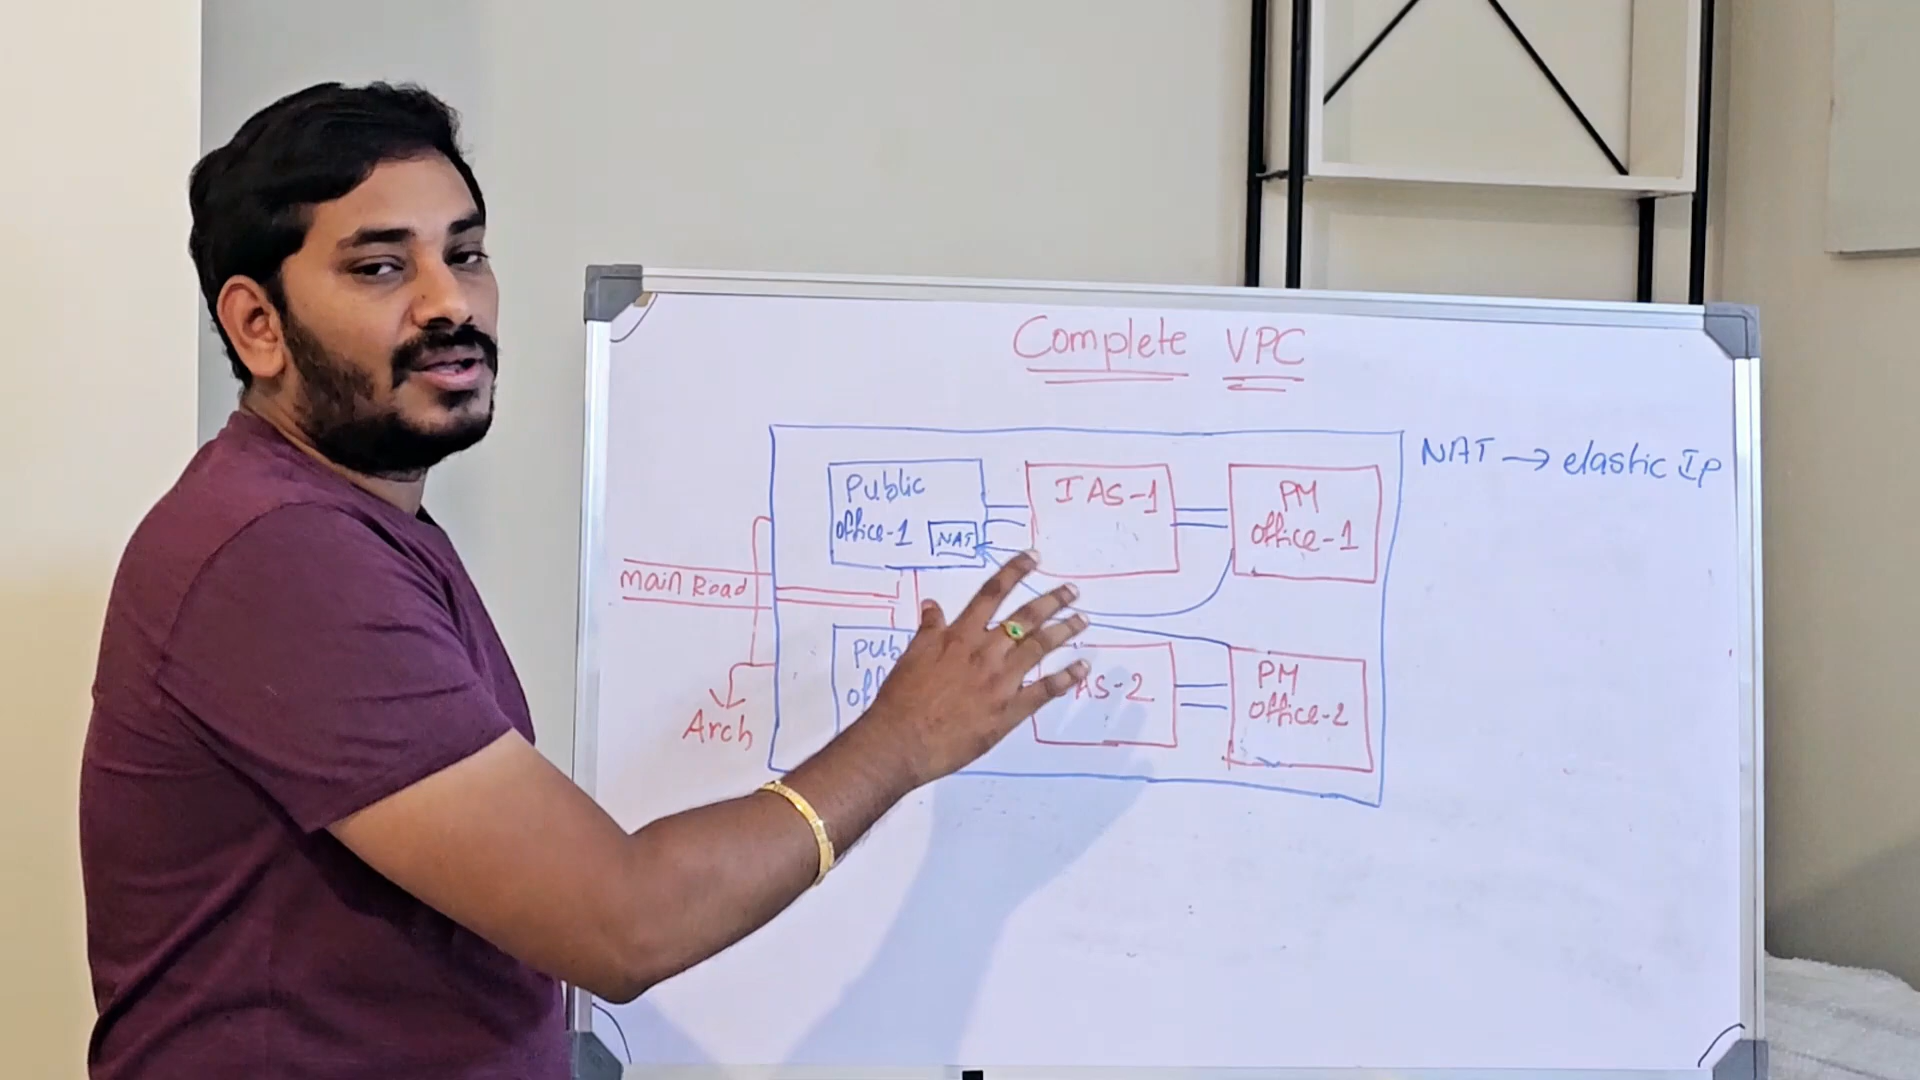 Complete VPC
NAT → elastic IP
Public
office-1
NAT
IAS-1
PM
office-1
Main Road
PM
office-2
Arch